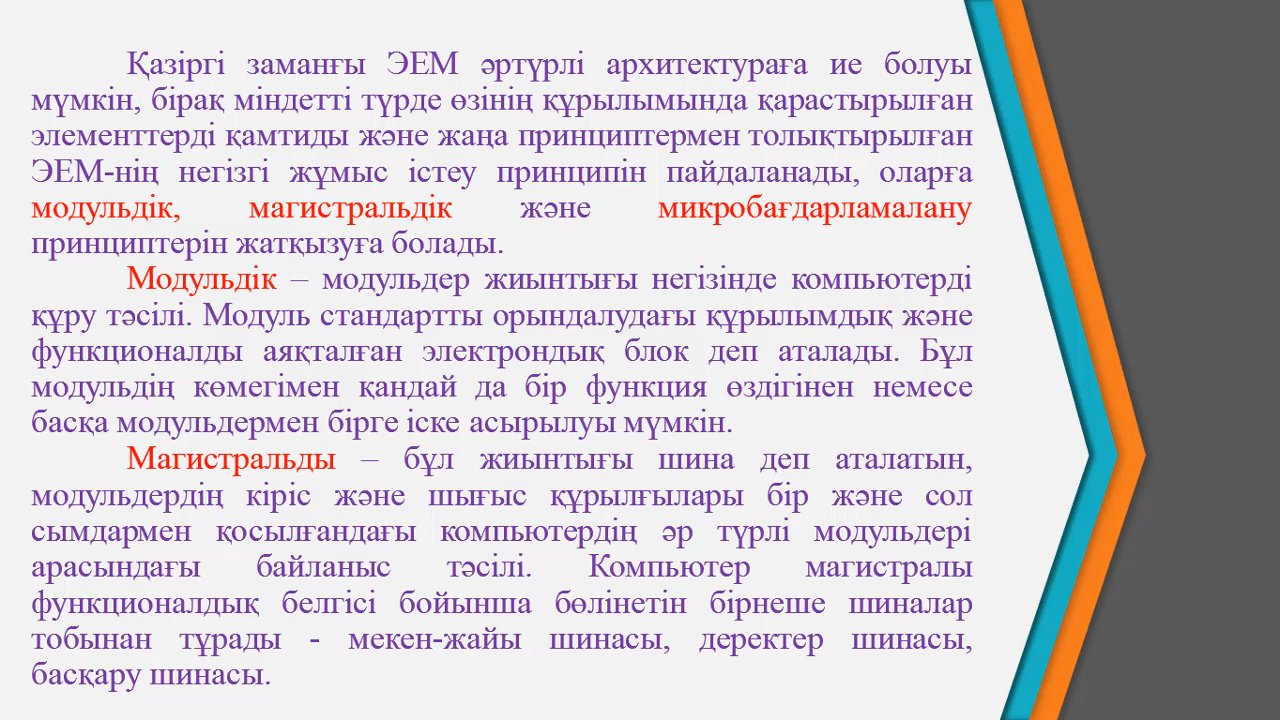 Қазіргі заманғы ЭЕМ әртүрлі архитектураға ие болуы
мүмкін, бірақ міндетті түрде өзінің құрылымында қарастырылған
элементтерді қамтиды және жаңа принциптермен толықтырылған
ЭЕМ-нің негізгі жұмыс істеу принципін пайдаланады, оларға
модульдік, магистральдік және микробағдарламалану
принциптерін жатқызуға болады.
Модульдік – модульдер жиынтығы негізінде компьютерді
құру тәсілі. Модуль стандартты орындалудағы құрылымдық және
функционалды аяқталған электрондық блок деп аталады. Бұл
модульдің көмегімен қандай да бір функция өздігінен немесе
басқа модульдермен бірге іске асырылуы мүмкін.
Магистральды – бұл жиынтығы шина деп аталатын,
модульдердің кіріс және шығыс құрылғылары бір және сол
сымдармен қосылғандағы компьютердің әр түрлі модульдері
арасындағы байланыс тәсілі. Компьютер магистралы
функционалдық белгісі бойынша бөлінетін бірнеше шиналар
тобынан тұрады - мекен-жайы шинасы, деректер шинасы,
басқару шинасы.